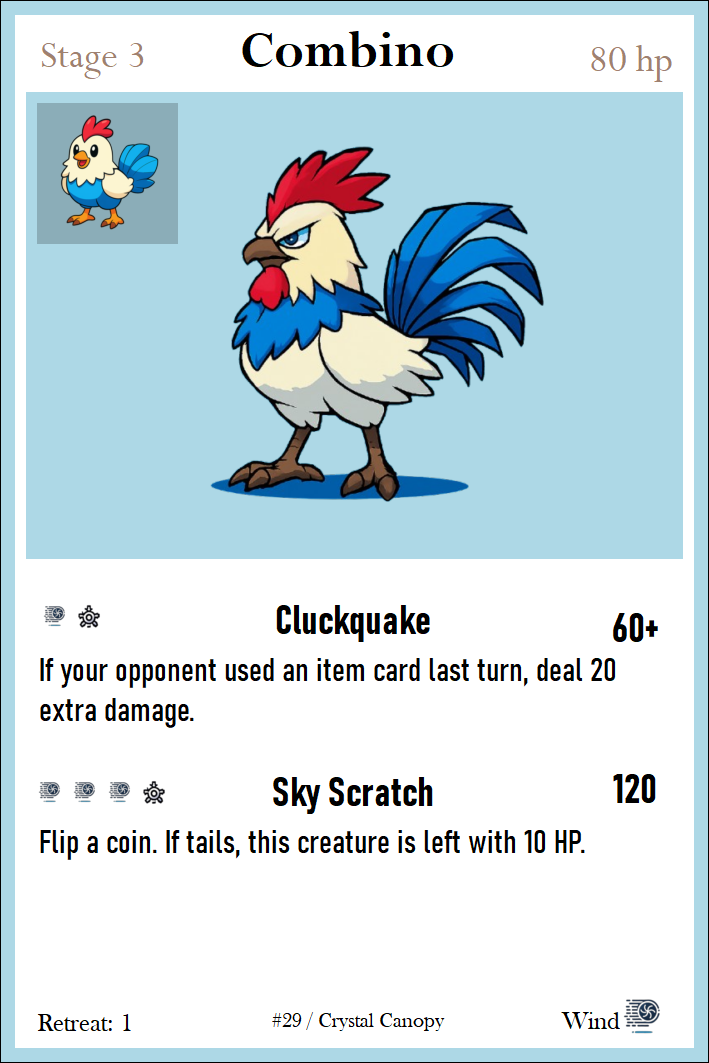 Stage 3
Combino
80 hp
Cluckquake
60+
If your opponent used an item card last turn, deal 20
extra damage.
Sky Scratch
120
Flip a coin. If tails, this creature is left with 10 HP.
Retreat: 1
#29 / Crystal Canopy
Wind